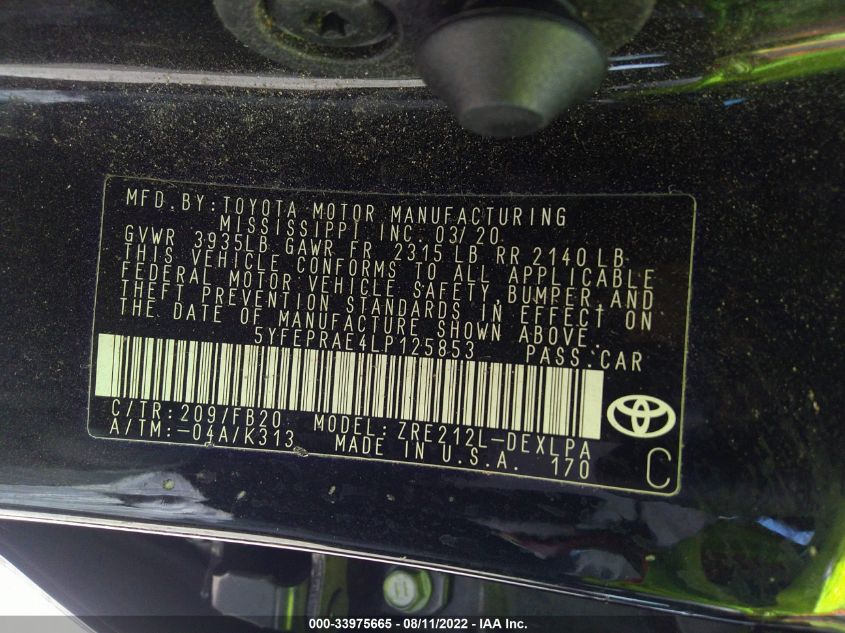 MFD.BY:TOYOTA MOTOR MANUFACTURING
MISSISSIPPI INC. 03/20
GVWR 3935LB GAWR FR 2315 LB RR 2140 LB
THIS VEHICLE CONFORMS TO ALL APPLICABLE
FEDERAL MOTOR VEHICLE SAFETY,BUMPER,AND
THEFT PREVENTION STANDARDS IN EFFECT ON
THE DATE OF MANUFACTURE SHOWN ABOVE.
5YFEPRAE4LP125853 PASS.CAR
C/TR:209/FB20 MODEL:ZRE212L-DEXLPA
A/TM:-04A/K313 MADE IN U.S.A. 170
C
000-33975665 - 08/11/2022 - IAA Inc.